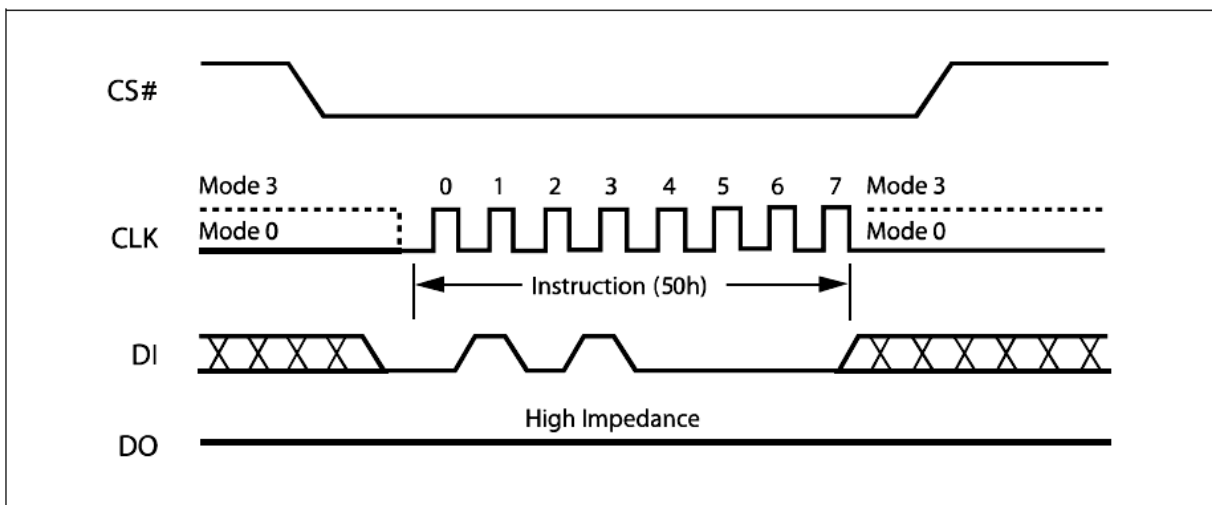 CS#
Mode 3
0 1 2 3 4 5 6 7
Mode 3
CLK
Mode 0
Mode 0
Instruction (50h)
DI
High Impedance
DO